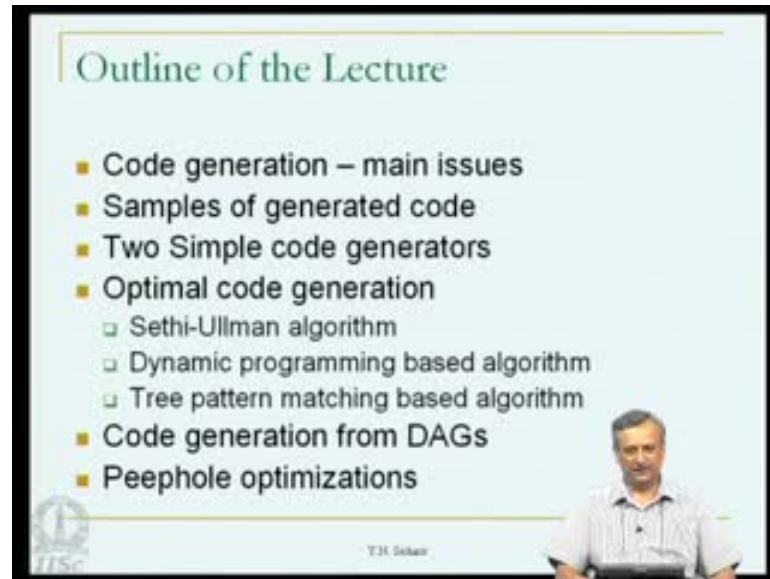 Outline of the Lecture
Code generation – main issues
Samples of generated code
Two Simple code generators
Optimal code generation
Sethi-Ullman algorithm
Dynamic programming based algorithm
Tree pattern matching based algorithm
Code generation from DAGs
Peephole optimizations
Y.N.
IISc